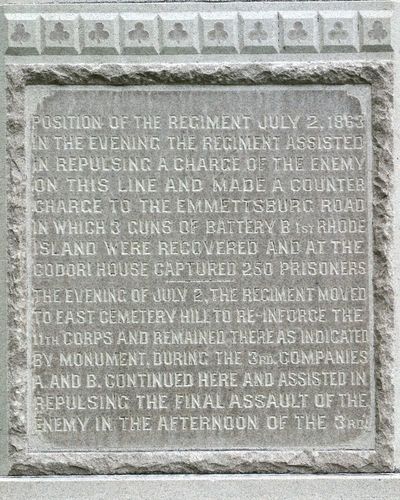 POSITION OF THE REGIMENT JULY 2, 1863
IN THE EVENING THE REGIMENT ASSISTED
IN REPULSING A CHARGE OF THE ENEMY
ON THIS LINE AND MADE A COUNTER
CHARGE TO THE EMMETTSBURG ROAD
IN WHICH 3 GUNS OF BATTERY B 1ST RHODE
ISLAND WERE RECOVERED AND AT THE
CODORI HOUSE CAPTURED 250 PRISONERS
THE EVENING OF JULY 2, THE REGIMENT MOVED
TO EAST CEMETERY HILL TO RE-INFORCE THE
11TH CORPS AND REMAINED THERE AS INDICATED
BY MONUMENT. DURING THE 3RD. COMPANIES
A. AND B. CONTINUED HERE AND ASSISTED IN
REPULSING THE FINAL ASSAULT OF THE
ENEMY IN THE AFTERNOON OF THE 3RD.